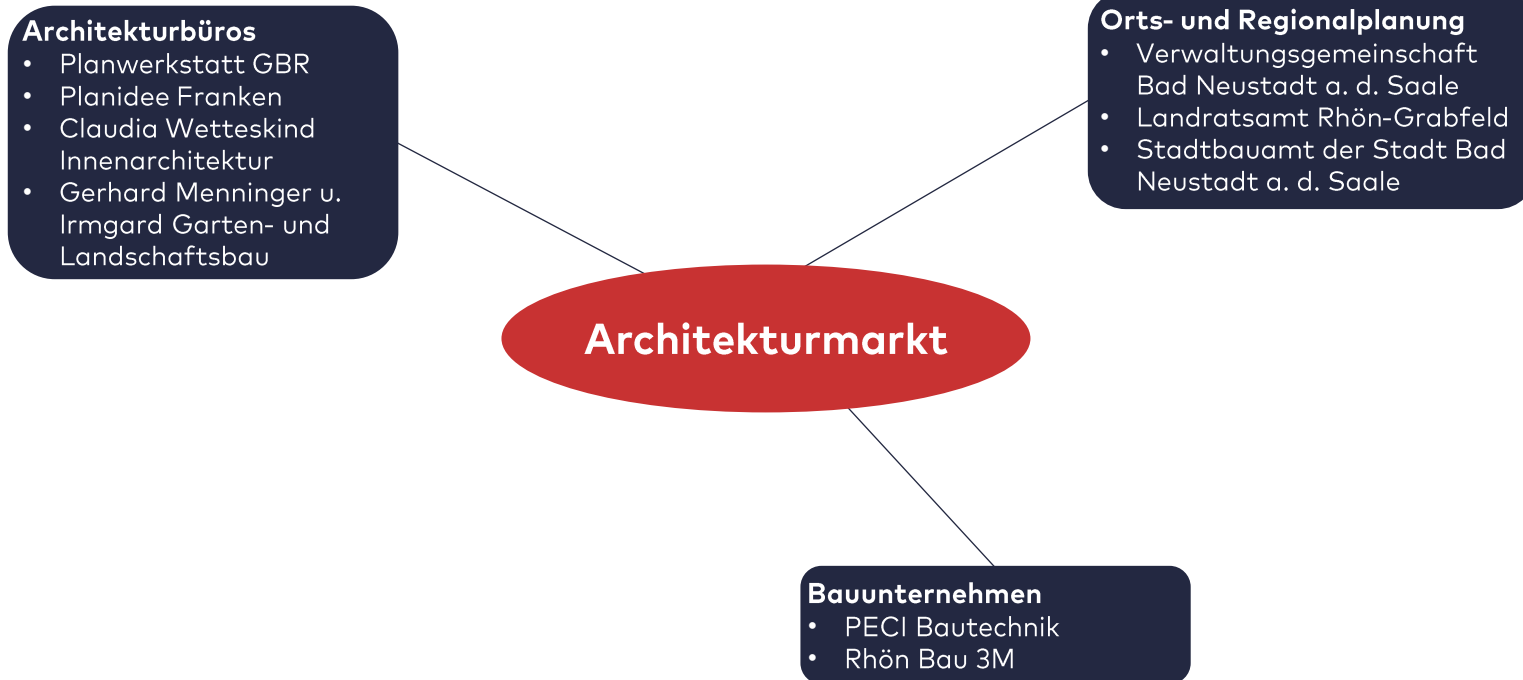 Architekturbüros
• Planwerkstatt GBR
• Planidee Franken
• Claudia Wetteskind
Innenarchitektur
• Gerhard Menninger u.
Irmgard Garten- und
Landschaftsbau
Orts- und Regionalplanung
• Verwaltungsgemeinschaft
Bad Neustadt a. d. Saale
• Landratsamt Rhön-Grabfeld
• Stadtbauamt der Stadt Bad
Neustadt a. d. Saale
Architekturmarkt
Bauunternehmen
• PECI Bautechnik
• Rhön Bau 3M